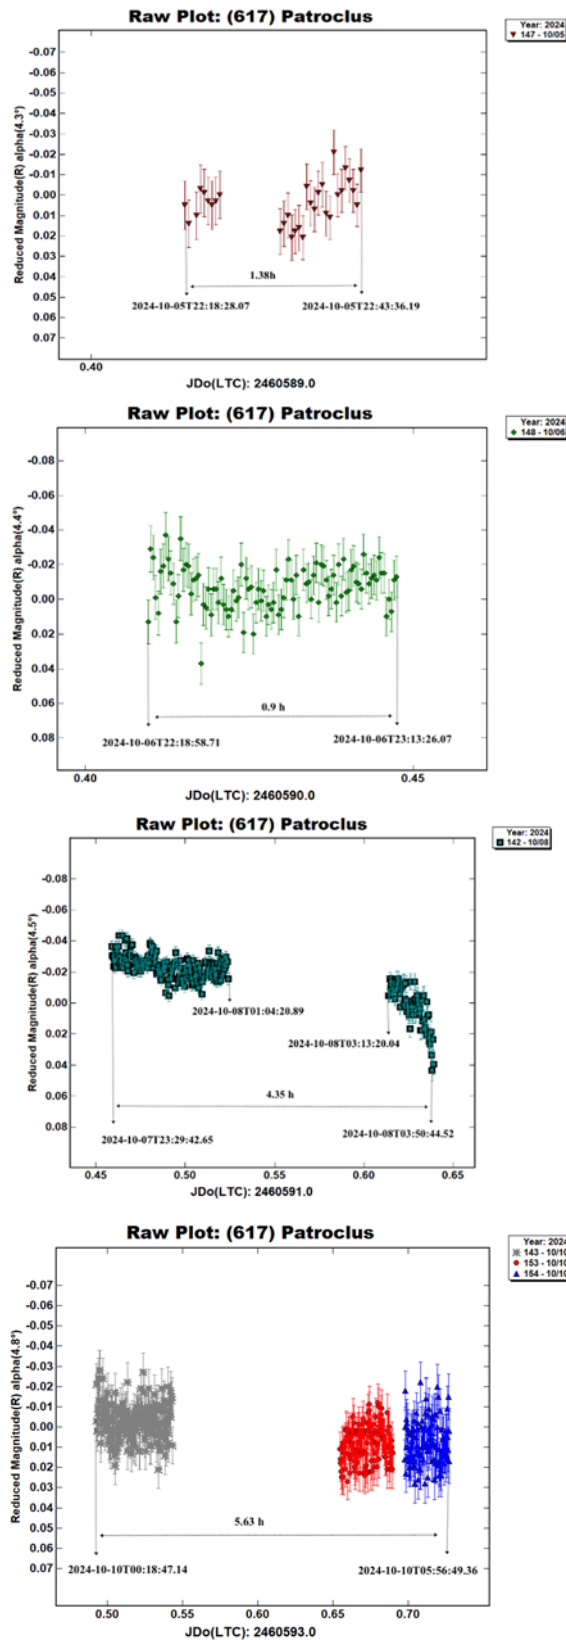 Raw Plot: (617) Patroclus
Year: 2024
147 - 10/05
-0.07
-0.06
-0.05
-0.04
-0.03
-0.02
-0.01
0.00
0.01
0.02
0.03
0.04
0.05
0.06
0.07
Reduced Magnitude(R) alpha(4.3°)
1.38h
2024-10-05T22:18:28.07
2024-10-05T22:43:36.19
0.40
JDo(LTC): 2460589.0
Raw Plot: (617) Patroclus
Year: 2024
148 - 10/06
-0.08
-0.06
-0.04
-0.02
0.00
0.02
0.04
0.06
0.08
Reduced Magnitude(R) alpha(4.4°)
0.9 h
2024-10-06T22:18:58.71
2024-10-06T23:13:26.07
0.40
0.45
JDo(LTC): 2460590.0
Raw Plot: (617) Patroclus
Year: 2024
142 - 10/08
-0.08
-0.06
-0.04
-0.02
0.00
0.02
0.04
0.06
0.08
Reduced Magnitude(R) alpha(4.5°)
2024-10-08T01:04:20.89
2024-10-08T03:13:20.04
4.35 h
2024-10-07T23:29:42.65
2024-10-08T03:50:44.52
0.45
0.50
0.55
0.60
0.65
JDo(LTC): 2460591.0
Raw Plot: (617) Patroclus
Year: 2024
143 - 10/10
153 - 10/10
154 - 10/10
-0.07
-0.06
-0.05
-0.04
-0.03
-0.02
-0.01
0.00
0.01
0.02
0.03
0.04
0.05
0.06
0.07
Reduced Magnitude(R) alpha(4.8°)
5.63 h
2024-10-10T00:18:47.14
2024-10-10T05:56:49.36
0.50
0.55
0.60
0.65
0.70
JDo(LTC): 2460593.0